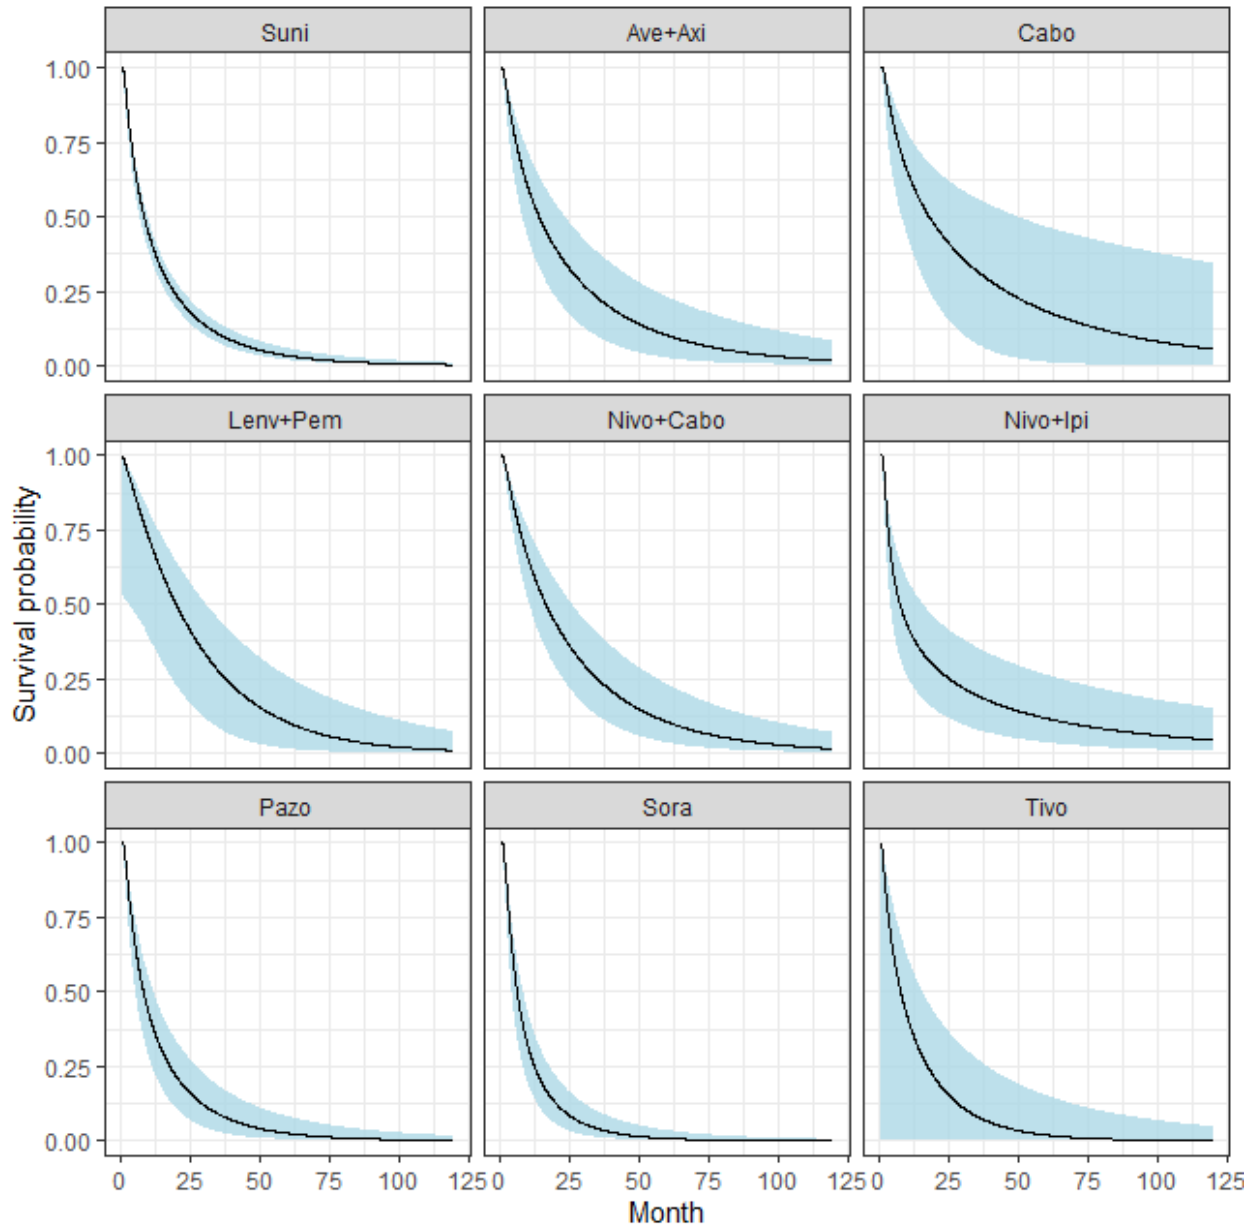 Suni Ave+Axi Cabo
1.00
0.75
0.50
0.25
0.00
Lenv+Pem Nivo+Cabo Nivo+Ipi
1.00
0.75
0.50
0.25
0.00
Survival probability
Pazo Sora Tivo
1.00
0.75
0.50
0.25
0.00
0 25 50 75 100 125 0 25 50 75 100 125 0 25 50 75 100 125
Month